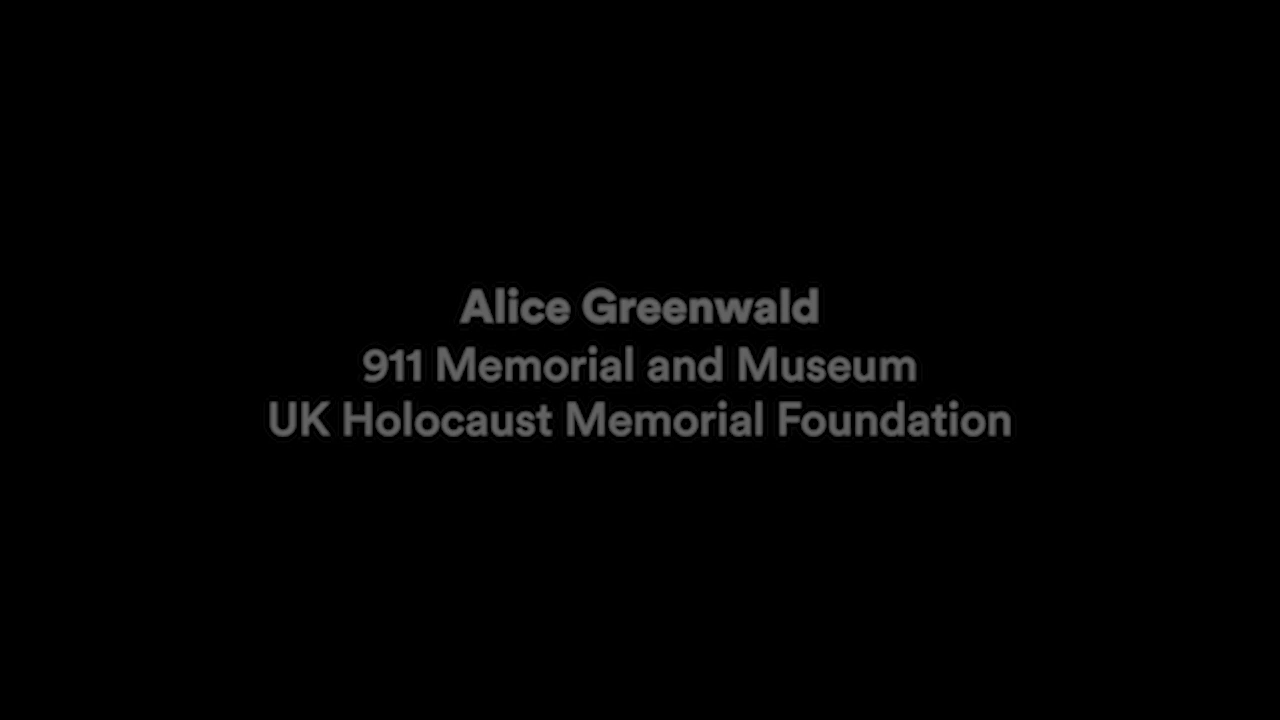 Alice Greenwald
911 Memorial and Museum
UK Holocaust Memorial Foundation